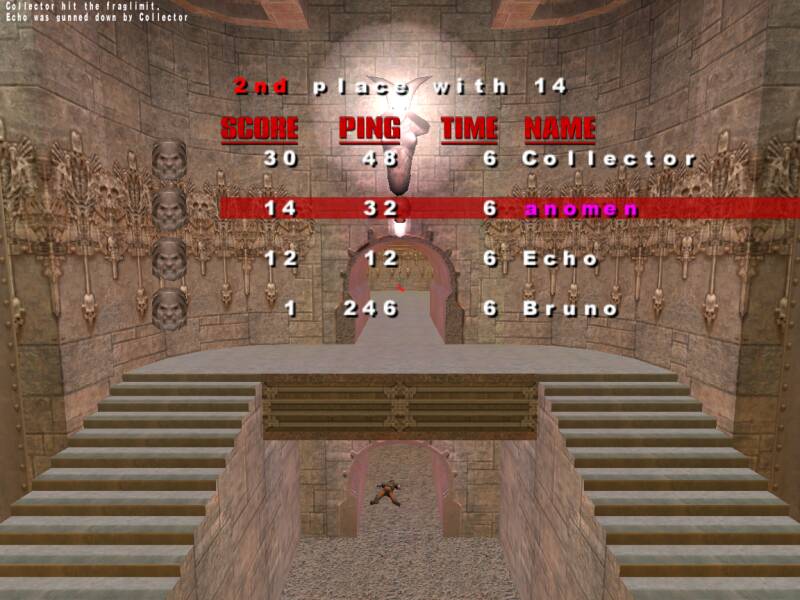 Collector hit the fraglimit.
Echo was gunned down by Collector
2nd place with 14
SCORE PING TIME NAME
30 48 6 Collector
14 32 6 anomen
12 12 6 Echo
1 246 6 Bruno